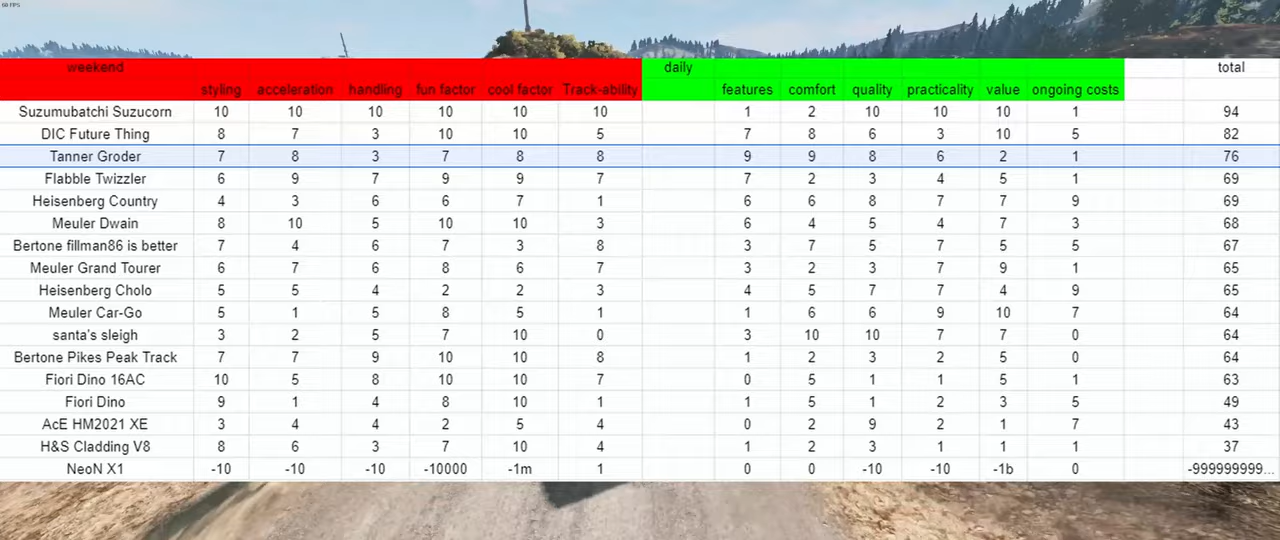 60 FPS
weekend daily total
styling acceleration handling fun factor cool factor Track-ability features comfort quality practicality value ongoing costs
Suzumubatchi Suzucorn 10 10 10 10 10 10 1 2 10 10 10 1 94
DIC Future Thing 8 7 3 10 10 5 7 8 6 3 10 5 82
Tanner Groder 7 8 3 7 8 8 9 9 8 6 2 1 76
Flabble Twizzler 6 9 7 9 9 7 7 2 3 4 5 1 69
Heisenberg Country 4 3 6 6 7 1 6 6 8 7 7 9 69
Meuler Dwain 8 10 5 10 10 3 6 4 5 4 7 3 68
Bertone fillman86 is better 7 4 6 7 3 8 3 7 5 7 5 5 67
Meuler Grand Tourer 6 7 6 8 6 7 3 2 3 7 9 1 65
Heisenberg Cholo 5 5 4 2 2 3 4 5 7 7 4 9 65
Meuler Car-Go 5 1 5 8 5 1 1 6 6 9 10 7 64
santa's sleigh 3 2 5 7 10 0 3 10 10 7 7 0 64
Bertone Pikes Peak Track 7 7 9 10 10 8 1 2 3 2 5 0 64
Fiori Dino 16AC 10 5 8 10 10 7 0 5 1 1 5 1 63
Fiori Dino 9 1 4 8 10 1 1 5 1 2 3 5 49
AcE HM2021 XE 3 4 4 2 5 4 0 2 9 2 1 7 43
H&S Cladding V8 8 6 3 7 10 4 1 2 3 1 1 1 37
NeoN X1 -10 -10 -10 -10000 -1m 1 0 0 -10 -10 -1b 0 -999999999...